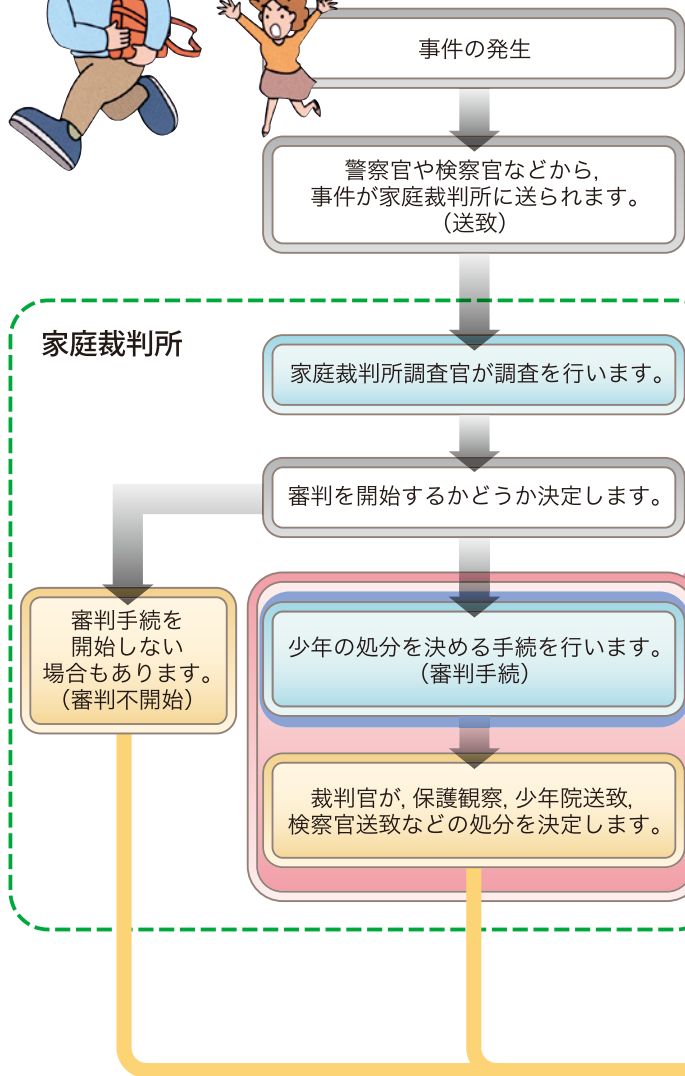 事件の発生
警察官や検察官などから,
事件が家庭裁判所に送られます。
（送致）
家庭裁判所
家庭裁判所調査官が調査を行います。
審判を開始するかどうか決定します。
審判手続を
開始しない
場合もあります。
（審判不開始）
少年の処分を決める手続を行います。
（審判手続）
裁判官が, 保護観察, 少年院送致,
検察官送致などの処分を決定します。